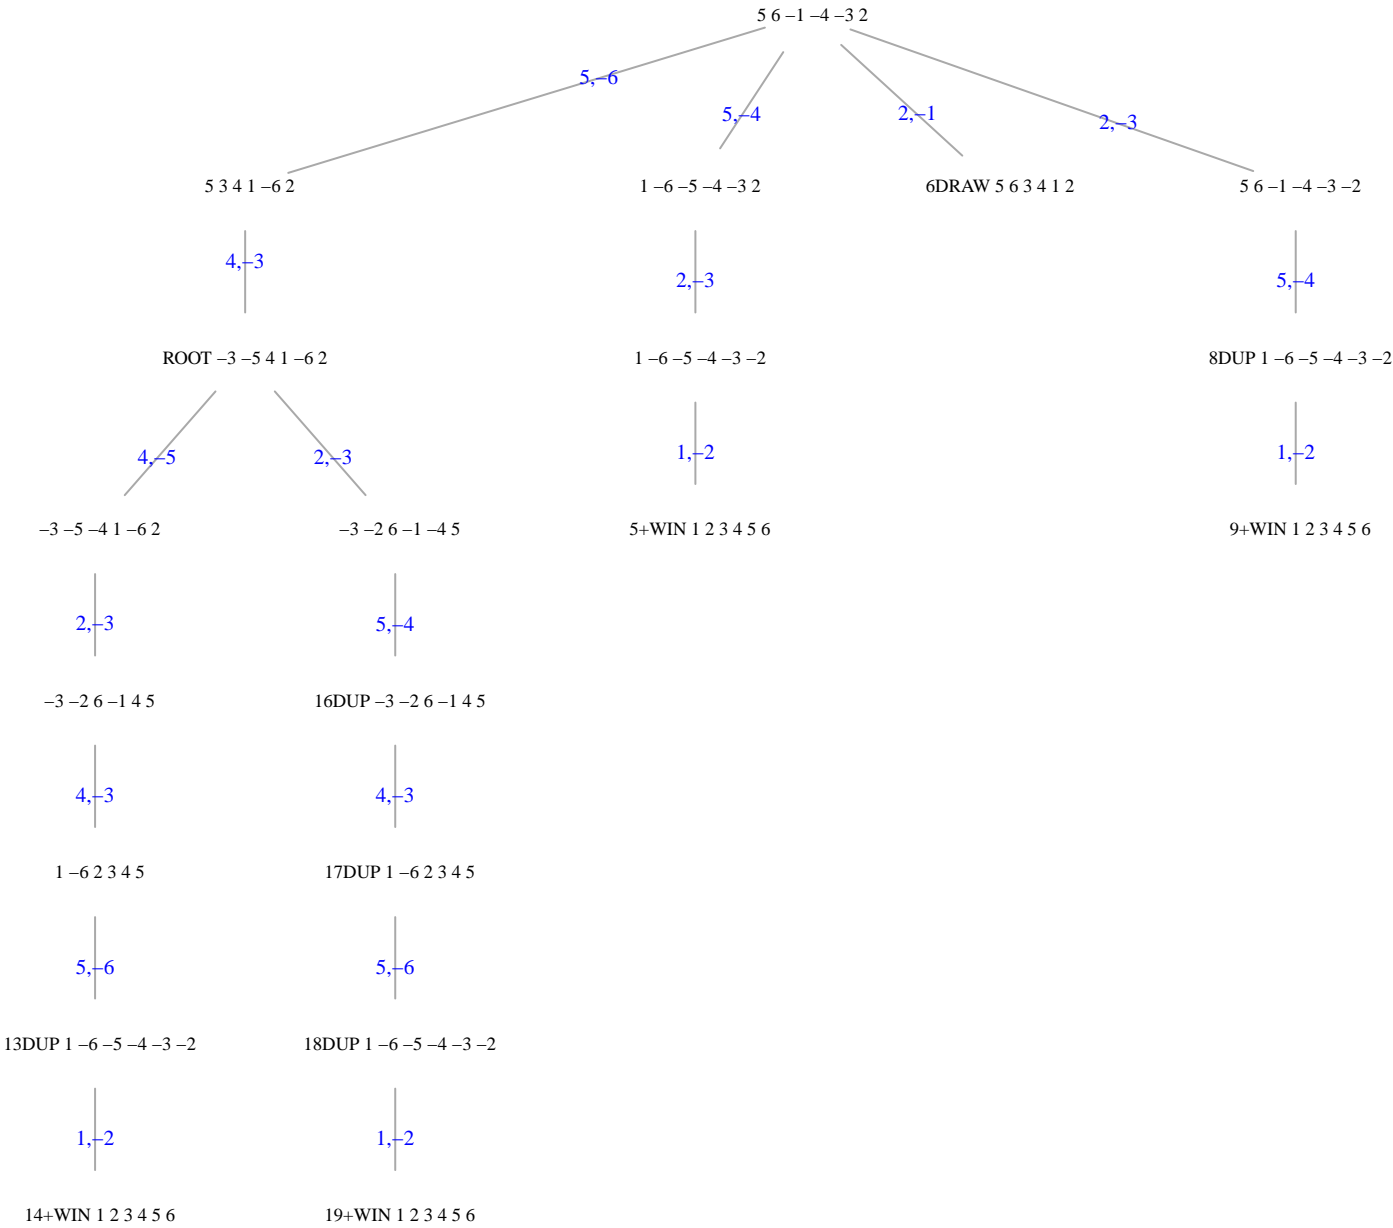 5 6 –1 –4 –3 2
5,–6
5,–4
2,–1
2,–3
5 3 4 1 –6 2
1 –6 –5 –4 –3 2
6DRAW 5 6 3 4 1 2
5 6 –1 –4 –3 –2
4,–3
2,–3
5,–4
ROOT –3 –5 4 1 –6 2
1 –6 –5 –4 –3 –2
8DUP 1 –6 –5 –4 –3 –2
4,–5
2,–3
1,–2
1,–2
–3 –5 –4 1 –6 2
–3 –2 6 –1 –4 5
5+WIN 1 2 3 4 5 6
9+WIN 1 2 3 4 5 6
2,–3
5,–4
–3 –2 6 –1 4 5
16DUP –3 –2 6 –1 4 5
4,–3
4,–3
1 –6 2 3 4 5
17DUP 1 –6 2 3 4 5
5,–6
5,–6
13DUP 1 –6 –5 –4 –3 –2
18DUP 1 –6 –5 –4 –3 –2
1,–2
1,–2
14+WIN 1 2 3 4 5 6
19+WIN 1 2 3 4 5 6